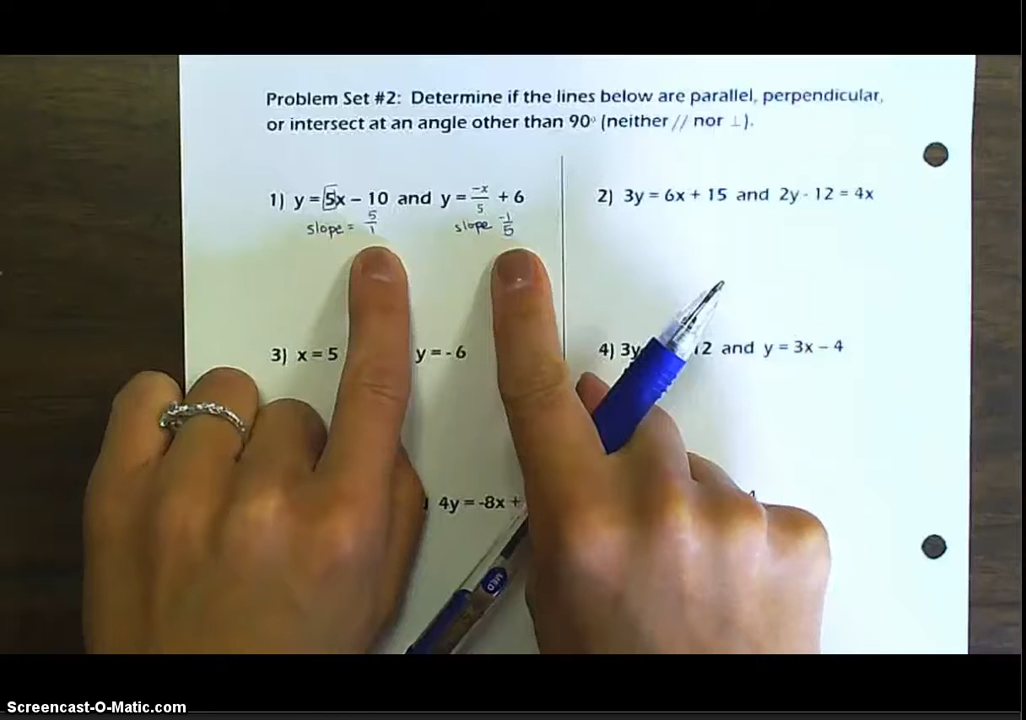 Problem Set #2: Determine if the lines below are parallel, perpendicular,
or intersect at an angle other than 90° (neither // nor ⊥).
1) y = 5x – 10 and y = -x/5 + 6
slope = 5/1
slope -1/5
2) 3y = 6x + 15 and 2y - 12 = 4x
3) x = 5 y = - 6
4) 3y 12 and y = 3x – 4
4y = -8x +
MED
Screencast-O-Matic.com